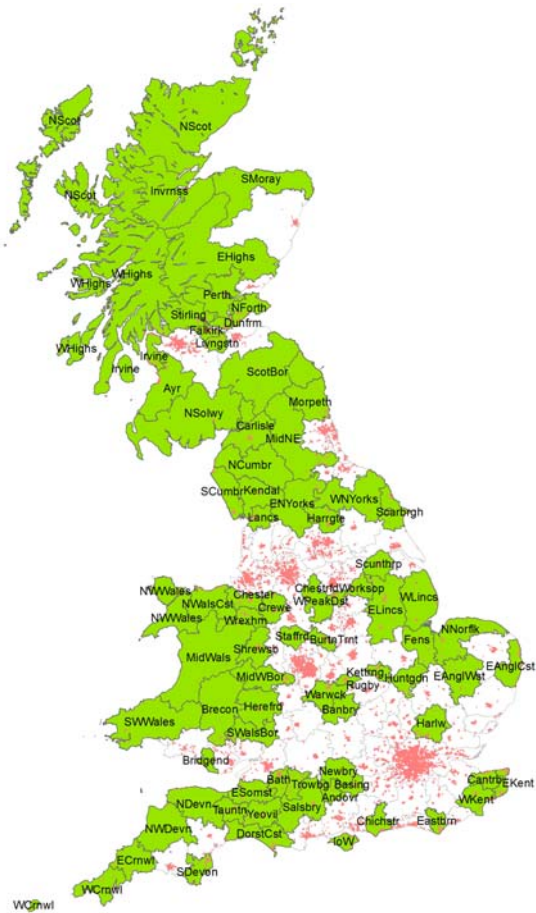 NScot
NScot
SMoray
Invrnss
NScot
EHighs
WHighs
WHighs
Perth
NForth
Stirling
Dunfrm
Falkirk
Livngstn
WHighs
Irvine
Irvine
ScotBor
Ayr
Morpeth
NSolwy
Carlisle
MidNE
NCumbr
SCumbr
Kendal
WNYorks
ENYorks
Scarbrgh
Lancs
Harrgte
Scunthrp
NWWales
Chester
Chestrfd
Worksop
WLincs
NWalsCst
Crewe
WPeakDst
ELincs
NWWales
Wrexhm
NNorflk
Staffrd
BurtnTrnt
Fens
Shrewsb
MidWals
EAnglCst
Kettrng
Huntgdn
EAnglWst
MidWBor
Rugby
Warwck
Brecon
Herefrd
Banbry
SWWales
Harlw
SWalsBor
Bridgend
Newbry
Bath
Trowbg
Basing
Cantrb
EKent
ESomst
NDevn
Andovr
WKent
Tauntn
Salsbry
Yeovil
Chichstr
Eastbrn
NWDevn
DorstCst
IoW
ECrnwl
SDevon
WCrnwl
WCrnwl